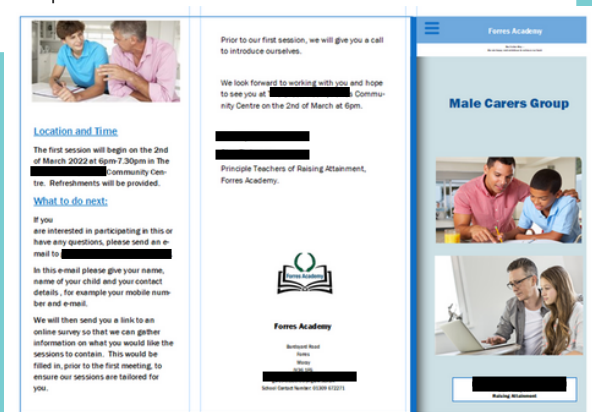 Location and Time
The first session will begin on the 2nd
of March 2022 at 6pm-7.30pm in The
Community Cen-
tre. Refreshments will be provided.
What to do next:
If you
are interested in participating in this or
have any questions, please send an e-
mail to
In this e-mail please give your name,
name of your child and your contact
details , for example your mobile num-
ber and e-mail.
We will then send you a link to an
online survey so that we can gather
information on what you would like the
sessions to contain. This would be
filled in, prior to the first meeting, to
ensure our sessions are tailored for
you.
Prior to our first session, we will give you a call
to introduce ourselves.
We look forward to working with you and hope
to see you at Commu-
nity Centre on the 2nd of March at 6pm.
Principle Teachers of Raising Attainment,
Forres Academy.
Forres Academy
Forres Academy
Burdsyard Road
Forres
Moray
School Contact Number 01309 672271
Forres Academy
Male Carers Group
Raising Attainment